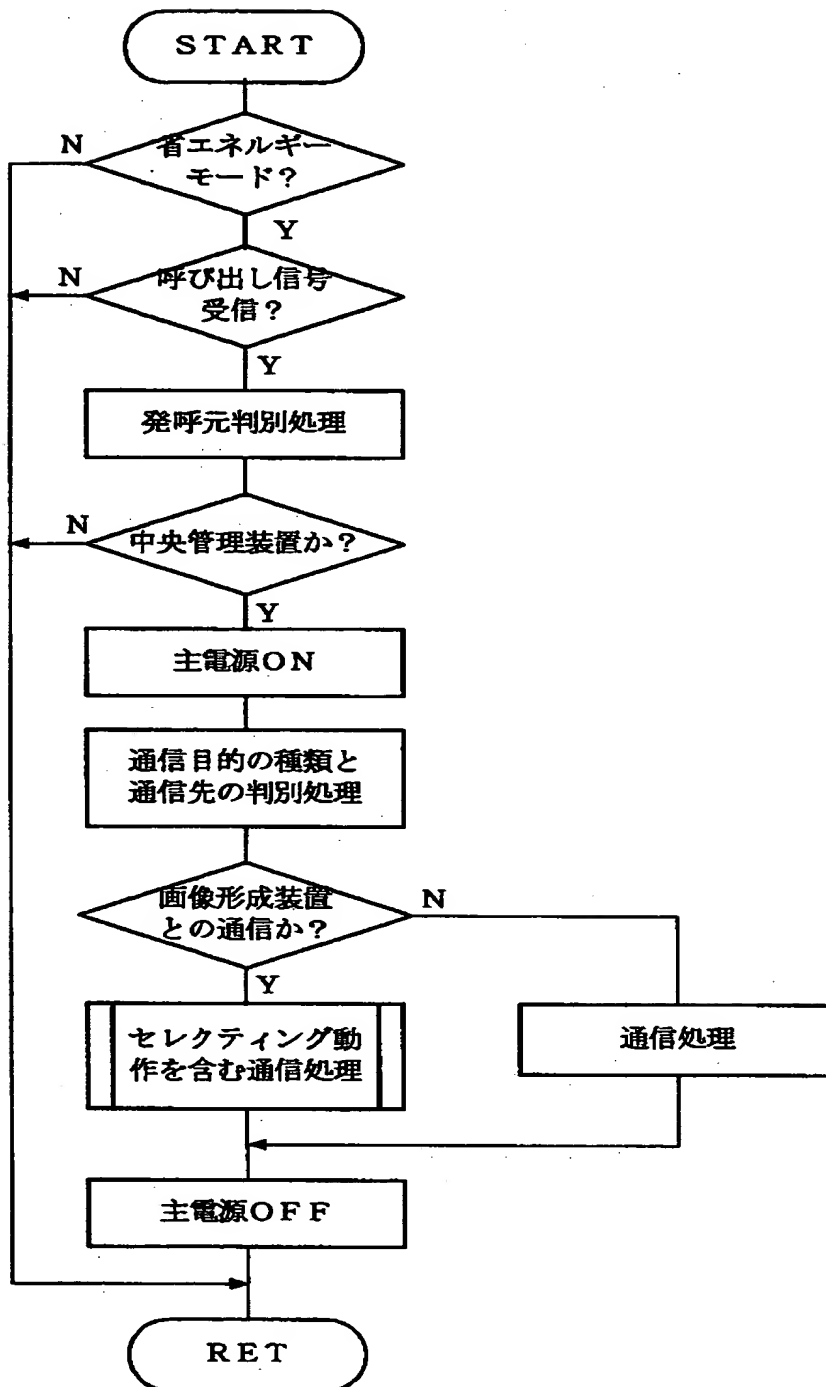 START
N
省エネルギー
モード？
Y
N
呼び出し信号
受信？
Y
発呼元判別処理
N
中央管理装置か？
Y
主電源ON
通信目的の種類と
通信先の判別処理
画像形成装置
との通信か？
N
Y
セレクティング動
作を含む通信処理
通信処理
主電源OFF
RET